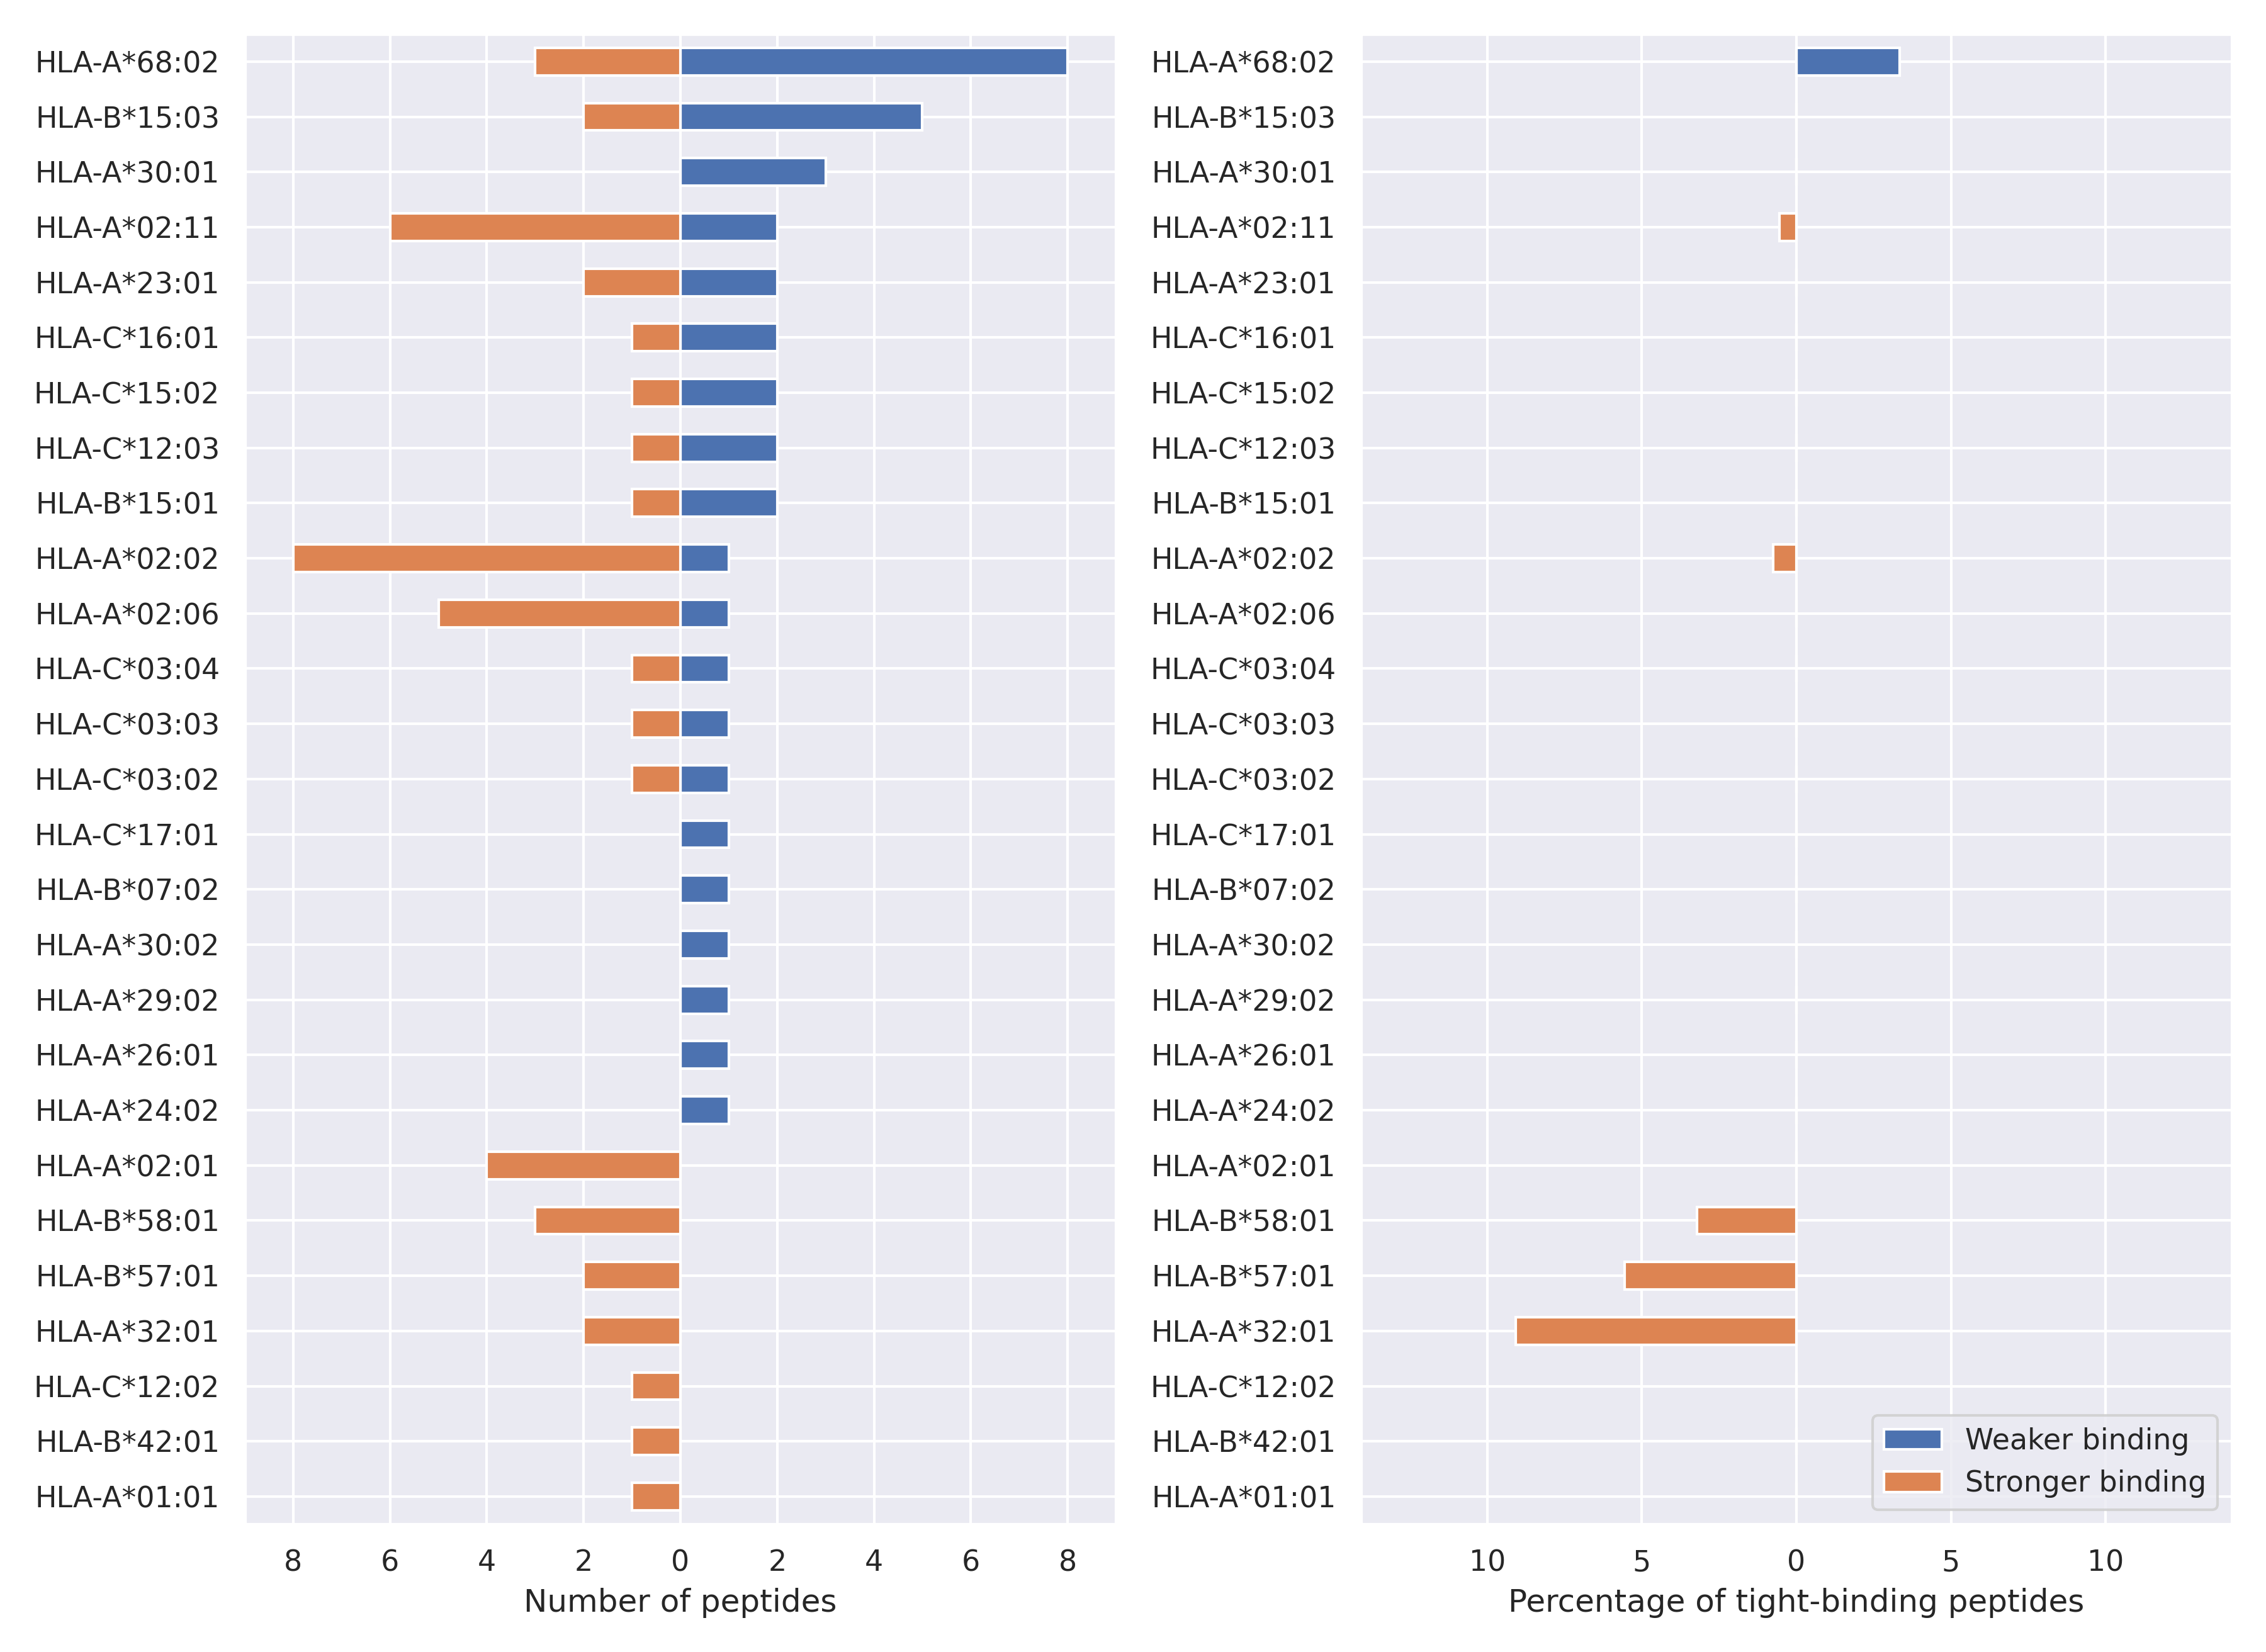 HLA-A*68:02
HLA-B*15:03
HLA-A*30:01
HLA-A*02:11
HLA-A*23:01
HLA-C*16:01
HLA-C*15:02
HLA-C*12:03
HLA-B*15:01
HLA-A*02:02
HLA-A*02:06
HLA-C*03:04
HLA-C*03:03
HLA-C*03:02
HLA-C*17:01
HLA-B*07:02
HLA-A*30:02
HLA-A*29:02
HLA-A*26:01
HLA-A*24:02
HLA-A*02:01
HLA-B*58:01
HLA-B*57:01
HLA-A*32:01
HLA-C*12:02
HLA-B*42:01
HLA-A*01:01
8 6 4 2 0 2 4 6 8
Number of peptides
HLA-A*68:02
HLA-B*15:03
HLA-A*30:01
HLA-A*02:11
HLA-A*23:01
HLA-C*16:01
HLA-C*15:02
HLA-C*12:03
HLA-B*15:01
HLA-A*02:02
HLA-A*02:06
HLA-C*03:04
HLA-C*03:03
HLA-C*03:02
HLA-C*17:01
HLA-B*07:02
HLA-A*30:02
HLA-A*29:02
HLA-A*26:01
HLA-A*24:02
HLA-A*02:01
HLA-B*58:01
HLA-B*57:01
HLA-A*32:01
HLA-C*12:02
HLA-B*42:01
HLA-A*01:01
Weaker binding
Stronger binding
10 5 0 5 10
Percentage of tight-binding peptides